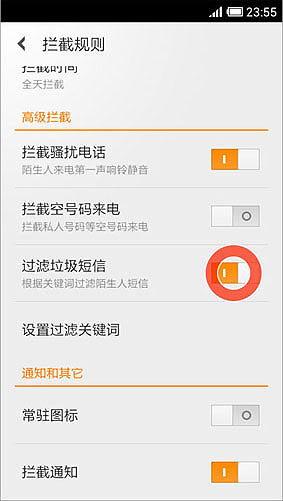 23:55
拦截规则
拦截时间
全天拦截
高级拦截
拦截骚扰电话
陌生人来电第一声响铃静音
拦截空号码来电
拦截私人号码等空号码来电
过滤垃圾短信
根据关键词过滤陌生人短信
设置过滤关键词
通知和其它
常驻图标
拦截通知